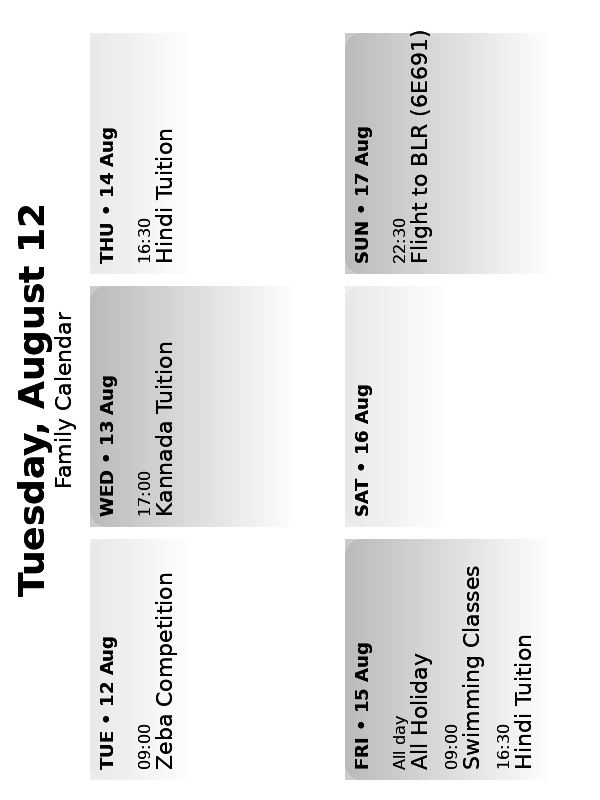 Tuesday, August 12
Family Calendar
TUE • 12 Aug
09:00
Zeba Competition
WED • 13 Aug
17:00
Kannada Tuition
THU • 14 Aug
16:30
Hindi Tuition
FRI • 15 Aug
All day
All Holiday
09:00
Swimming Classes
16:30
Hindi Tuition
SAT • 16 Aug
SUN • 17 Aug
22:30
Flight to BLR (6E691)